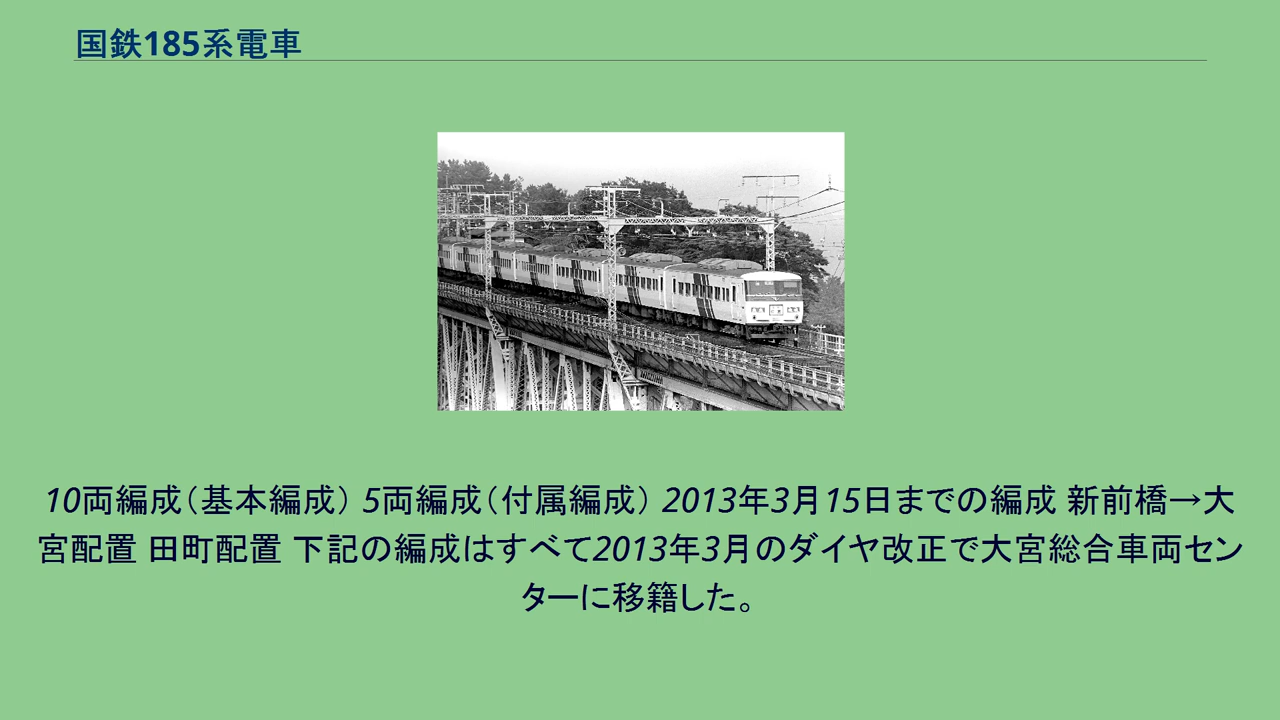 国鉄185系電車
10両編成（基本編成） 5両編成（付属編成） 2013年3月15日までの編成 新前橋→大
宮配置 田町配置 下記の編成はすべて2013年3月のダイヤ改正で大宮総合車両セン
ターに移籍した。